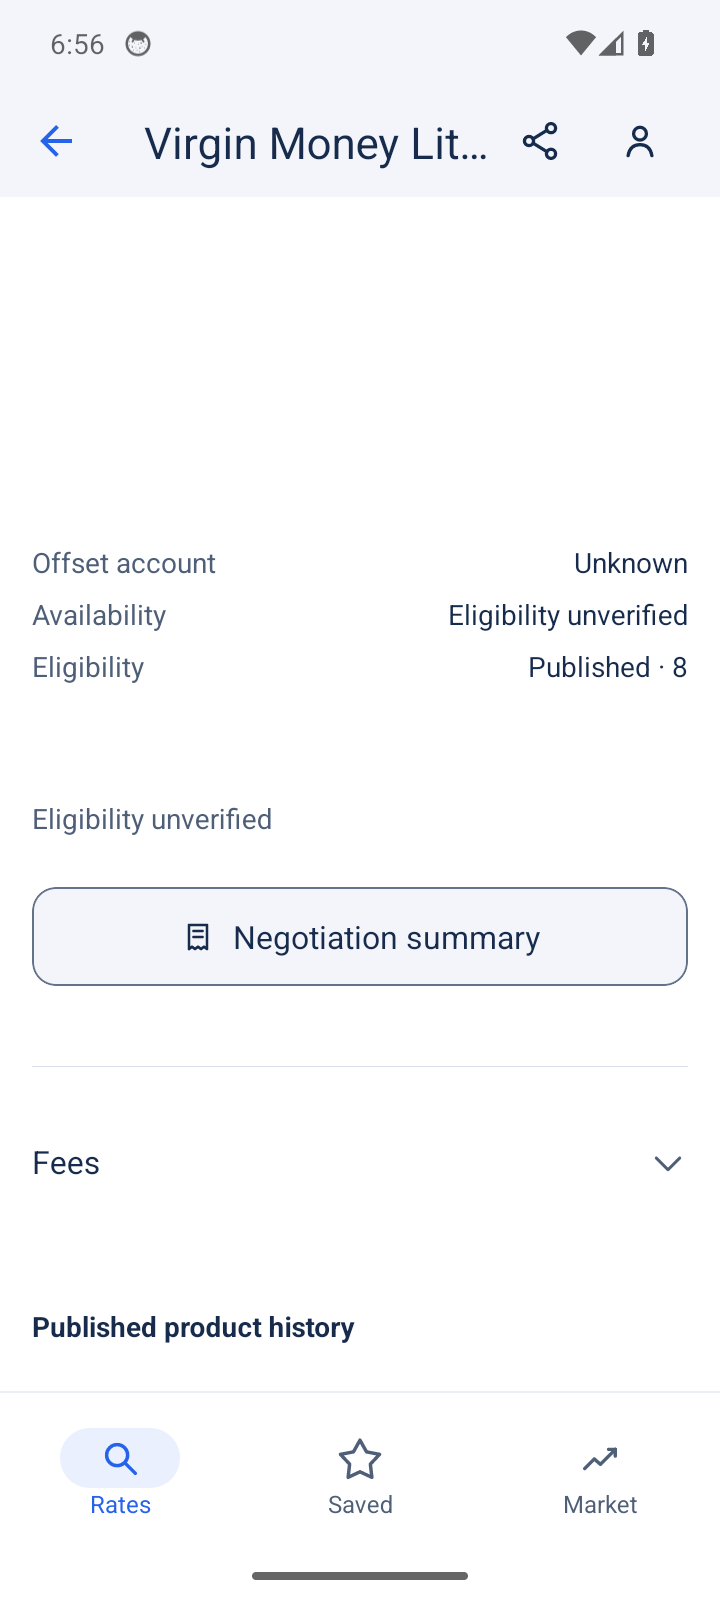 6:56
Virgin Money Lit...
Offset account Unknown
Availability Eligibility unverified
Eligibility Published · 8
Eligibility unverified
Negotiation summary
Fees
Published product history
Rates Saved Market